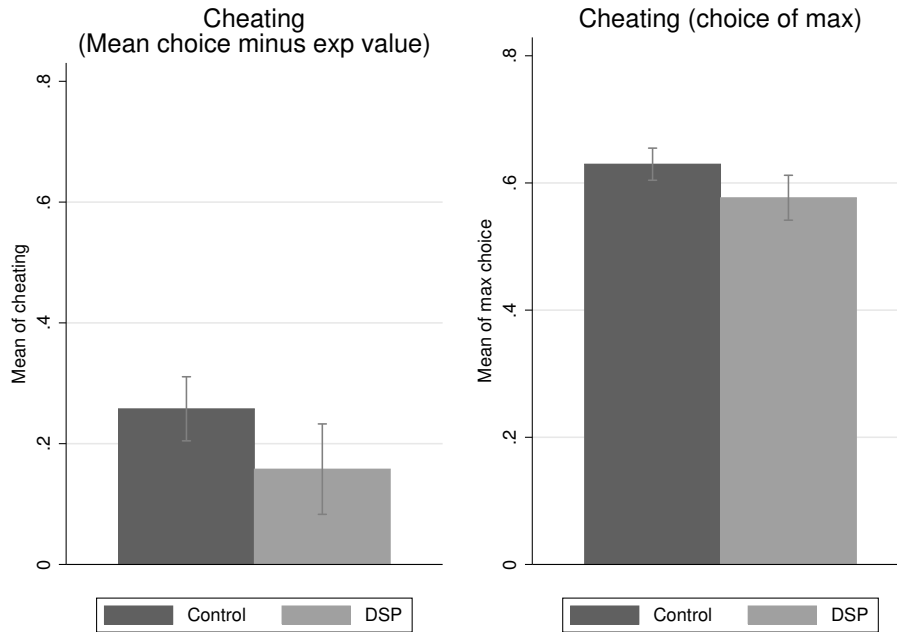 Cheating
(Mean choice minus exp value)
Mean of cheating
.8
.6
.4
.2
0
Control DSP
Cheating (choice of max)
Mean of max choice
.8
.6
.4
.2
0
Control DSP